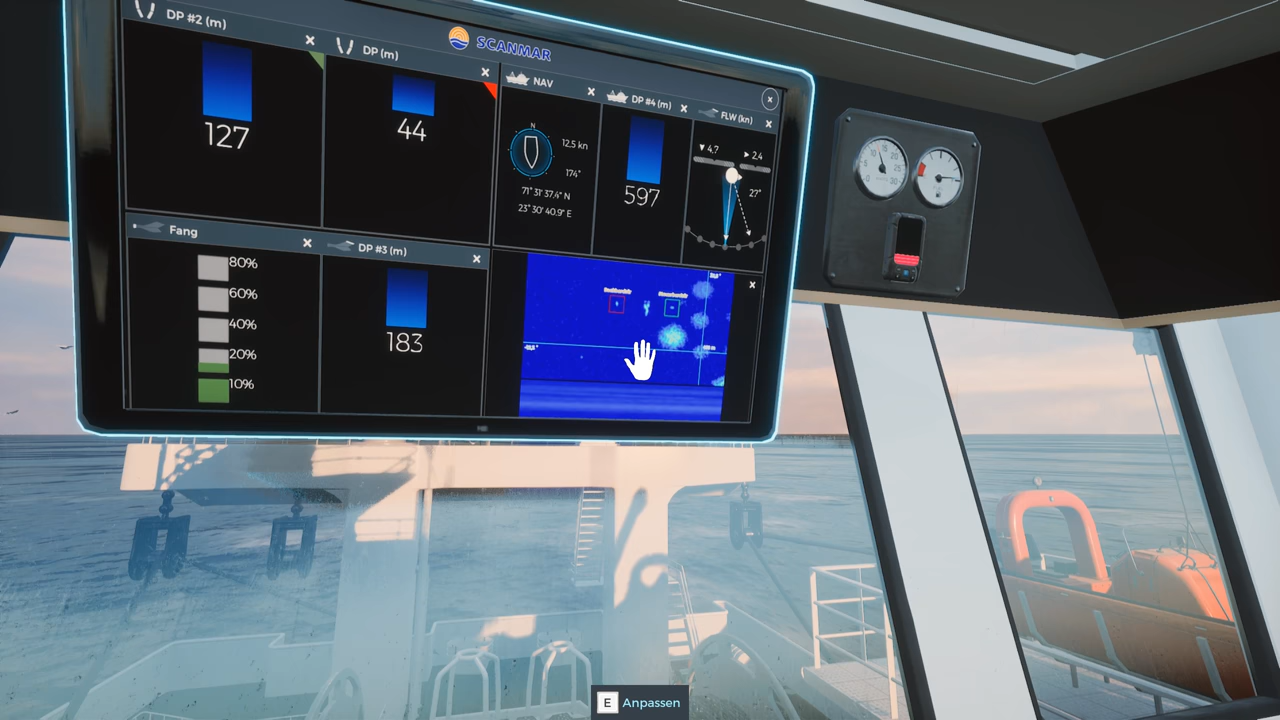 DP #2 (m)
127
DP (m)
44
SCANMAR
NAV
N
12.5 kn
174°
71° 31' 37.4" N
23° 30' 40.9" E
DP #4 (m)
597
FLW (kn)
4.7
2.4
27°
Fang
80%
60%
40%
20%
10%
DP #3 (m)
183
E Anpassen